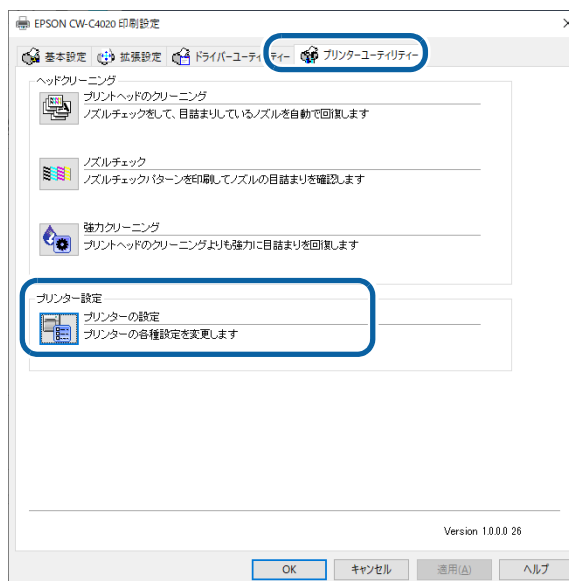 EPSON CW-C4020 印刷設定
基本設定 拡張設定 ドライバーユーティリティー プリンターユーティリティー
ヘッドクリーニング
プリントヘッドのクリーニング
ノズルチェックをして、目詰まりしているノズルを自動で回復します
ノズルチェック
ノズルチェックパターンを印刷してノズルの目詰まりを確認します
強力クリーニング
プリントヘッドのクリーニングよりも強力に目詰まりを回復します
プリンター設定
プリンターの設定
プリンターの各種設定を変更します
Version 1.0.0.0 26
OK キャンセル 適用(A) ヘルプ